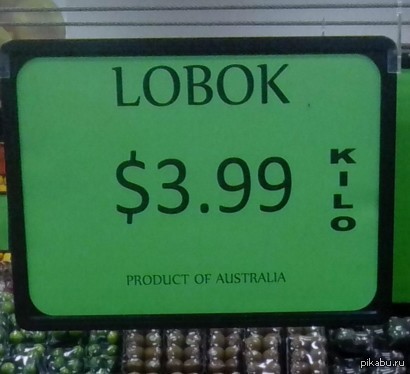 LOBOK
$3.99
KILO
PRODUCT OF AUSTRALIA
pikabu.ru